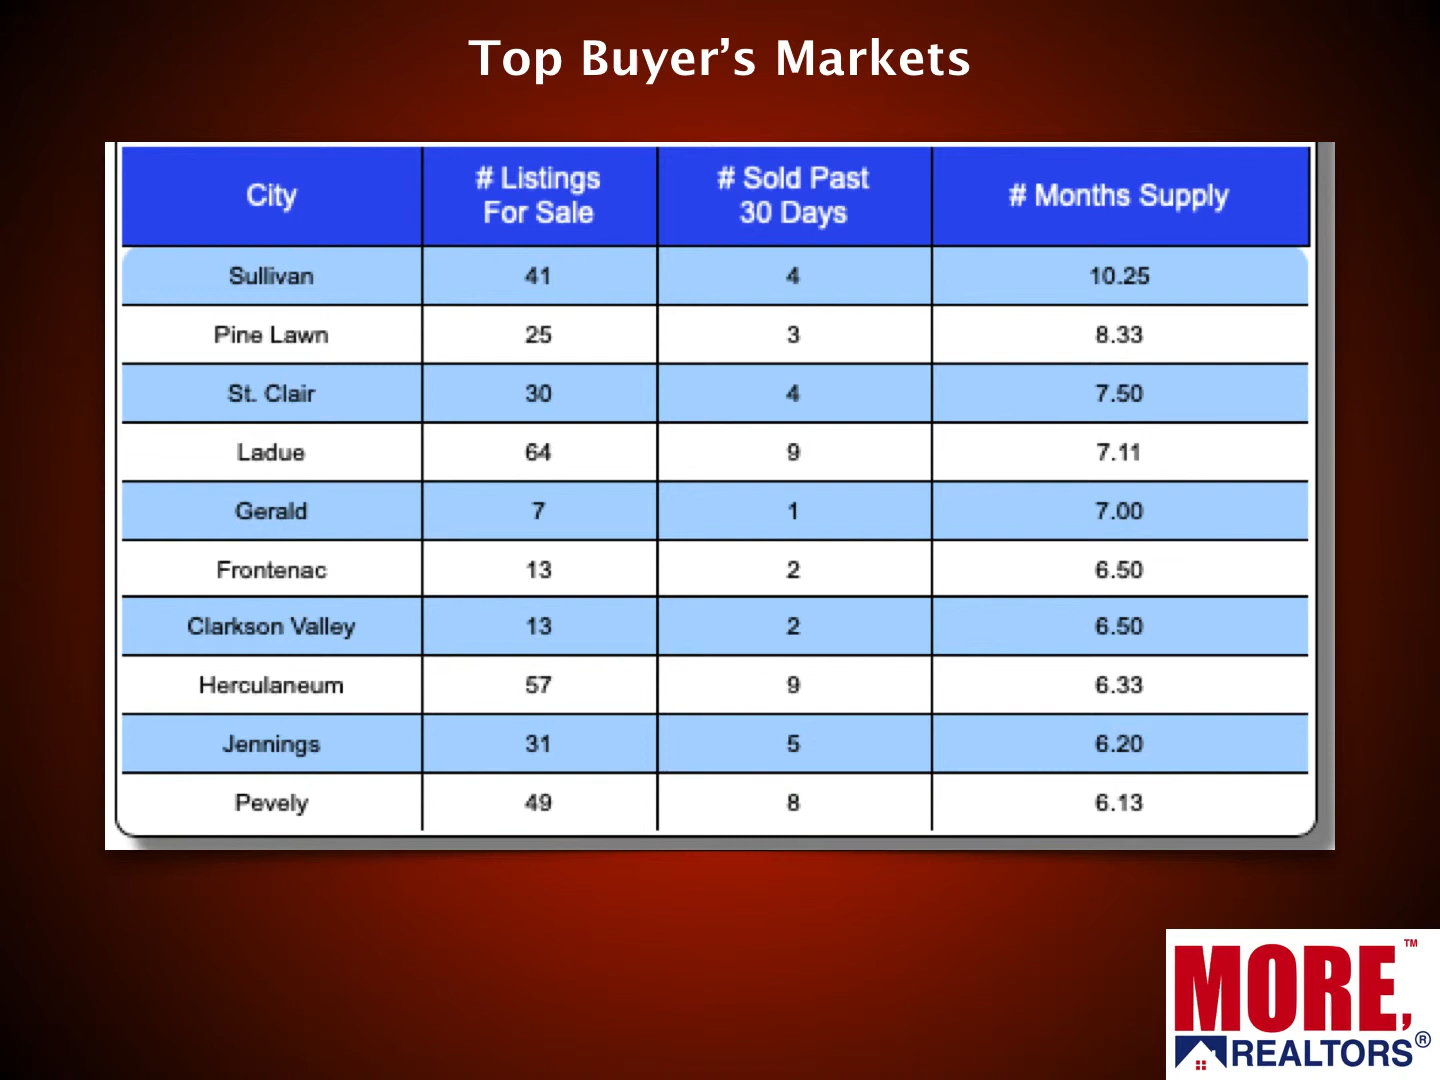 Top Buyer’s Markets
City # Listings For Sale # Sold Past 30 Days # Months Supply
Sullivan 41 4 10.25
Pine Lawn 25 3 8.33
St. Clair 30 4 7.50
Ladue 64 9 7.11
Gerald 7 1 7.00
Frontenac 13 2 6.50
Clarkson Valley 13 2 6.50
Herculaneum 57 9 6.33
Jennings 31 5 6.20
Pevely 49 8 6.13
MORE,™
REALTORS®